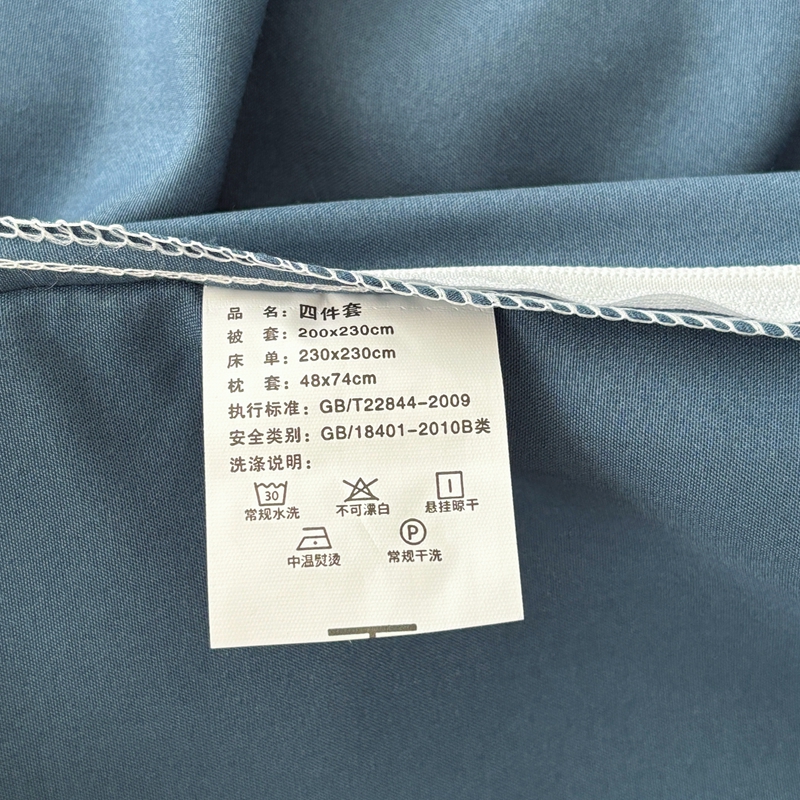 品 名：四件套
被 套：200x230cm
床 单：230x230cm
枕 套：48x74cm
执行标准：GB/T22844-2009
安全类别：GB/18401-2010B类
洗涤说明：
30
常规水洗 不可漂白 悬挂晾干
P
中温熨烫 常规干洗